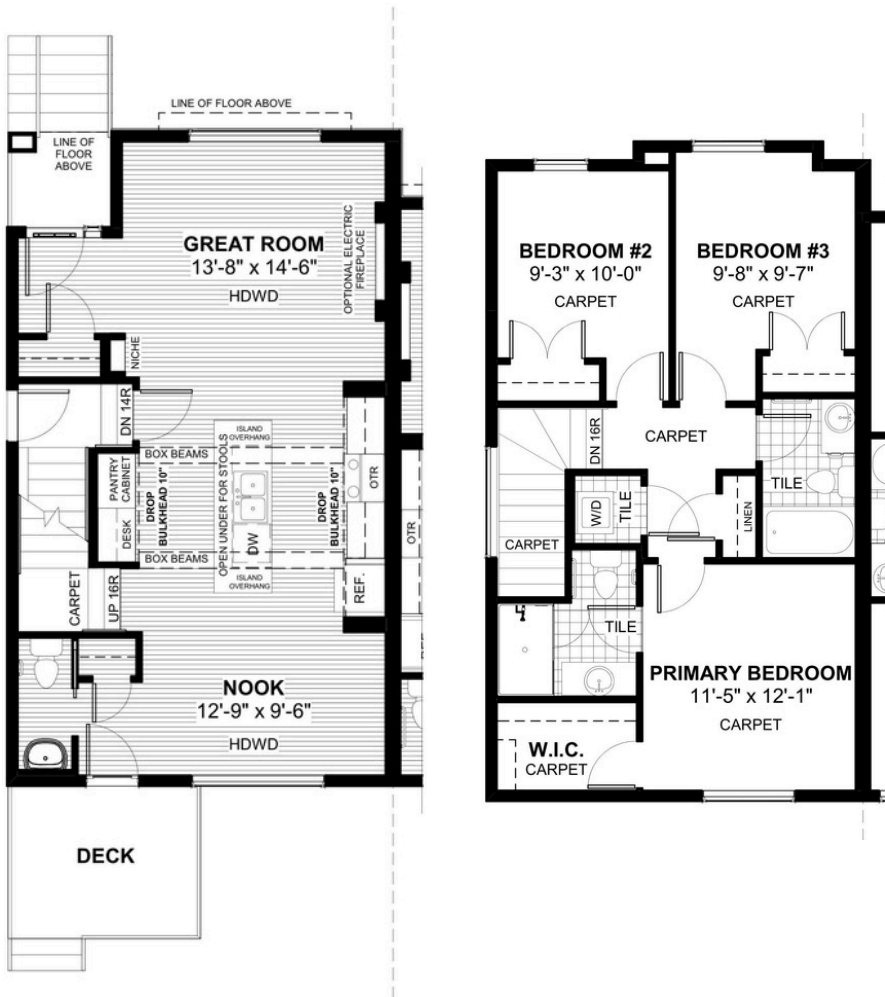 LINE OF FLOOR ABOVE
LINE OF
FLOOR
ABOVE
GREAT ROOM
13'-8" x 14'-6"
HDWD
OPTIONAL ELECTRIC
FIREPLACE
NICHE
DN 14R
ISLAND
OVERHANG
BOX BEAMS
PANTRY
CABINET
DESK
DROP
BULKHEAD 10"
OPEN UNDER FOR STOOLS
DW
DROP
BULKHEAD 10"
OTR
OTR
BOX BEAMS
ISLAND
OVERHANG
REF.
CARPET
UP 16R
NOOK
12'-9" x 9'-6"
HDWD
DECK
BEDROOM #2
9'-3" x 10'-0"
CARPET
BEDROOM #3
9'-8" x 9'-7"
CARPET
DN 16R
CARPET
TILE
W/D
TILE
LINEN
CARPET
TILE
PRIMARY BEDROOM
11'-5" x 12'-1"
CARPET
W.I.C.
CARPET